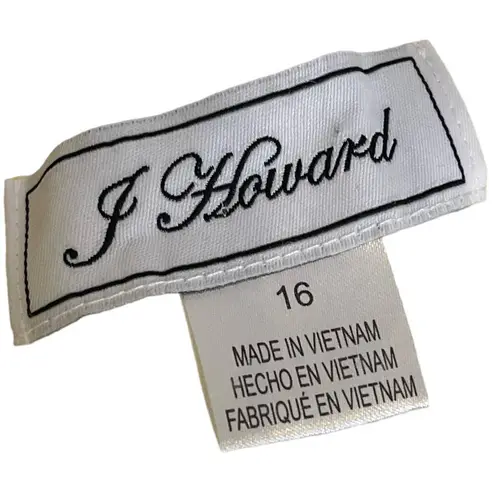 J Howard
16
MADE IN VIETNAM
HECHO EN VIETNAM
FABRIQUÉ EN VIETNAM